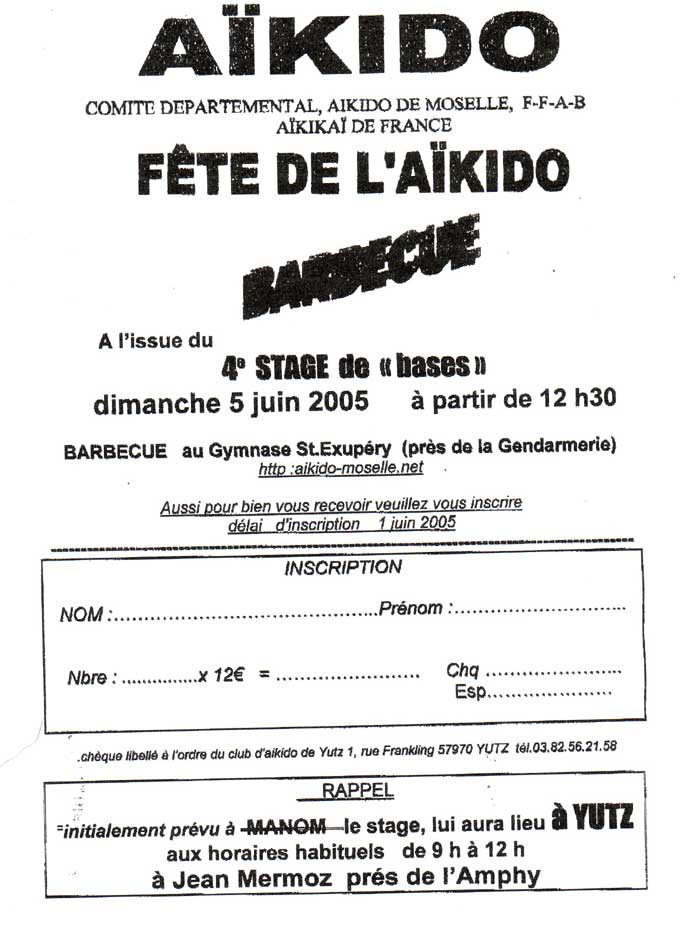 AÏKIDO
COMITE DEPARTEMENTAL, AIKIDO DE MOSELLE, F-F-A-B
AÏKIKAÏ DE FRANCE
FÊTE DE L'AÏKIDO
BARBECUE
A l'issue du
4e STAGE de « bases »
dimanche 5 juin 2005 à partir de 12 h30
BARBECUE au Gymnase St.Exupéry (près de la Gendarmerie)
http :aikido-moselle.net
Aussi pour bien vous recevoir veuillez vous inscrire
délai d'inscription 1 juin 2005
INSCRIPTION
NOM :............................................Prénom :............................
Nbre : ..............x 12€ = .......................... Chq ........................
Esp......................
chèque libellé à l'ordre du club d'aikido de Yutz 1, rue Frankling 57970 YUTZ tél.03.82.56.21.58
RAPPEL
initialement prévu à MANOM le stage, lui aura lieu à YUTZ
aux horaires habituels de 9 h à 12 h
à Jean Mermoz prés de l'Amphy